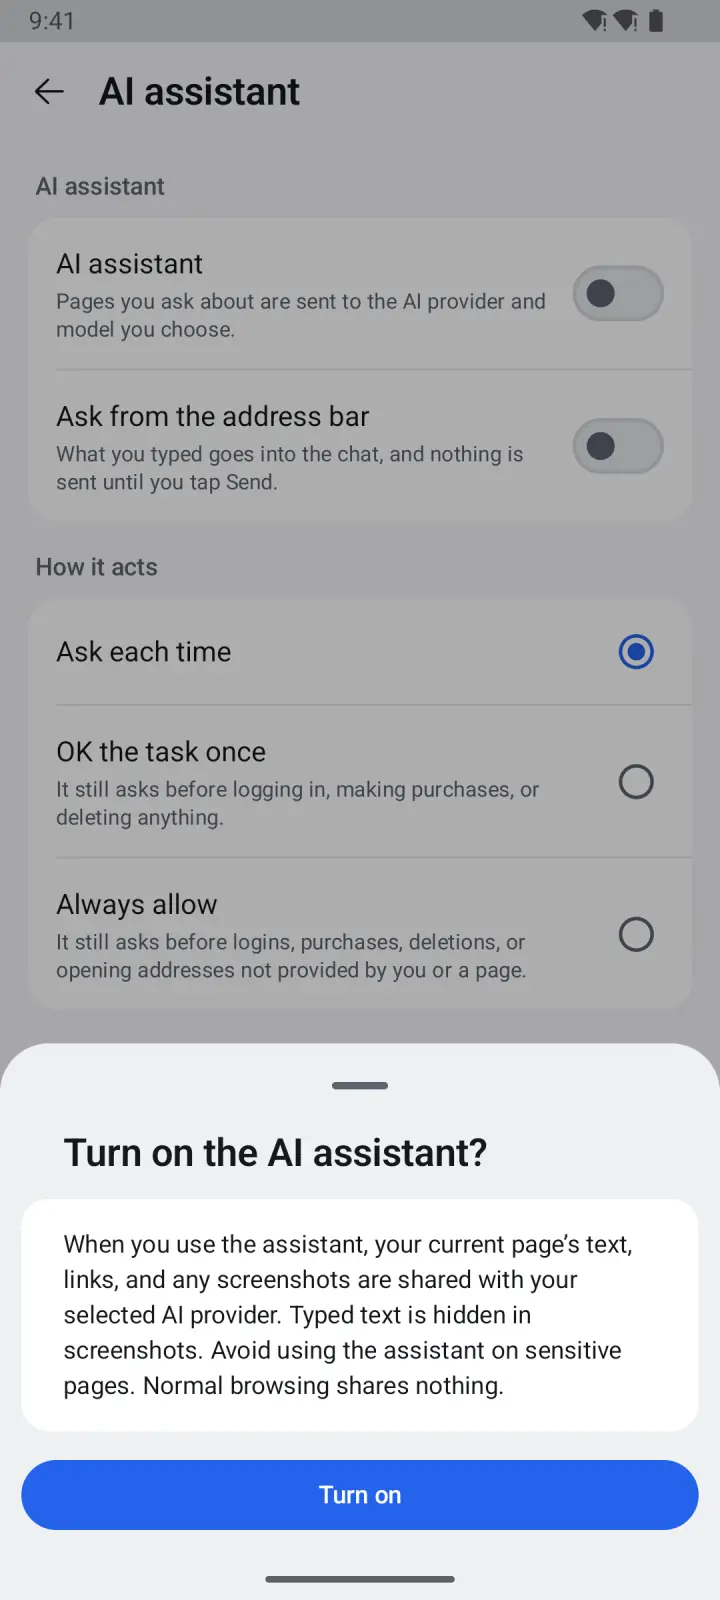 9:41
AI assistant
AI assistant
AI assistant
Pages you ask about are sent to the AI provider and
model you choose.
Ask from the address bar
What you typed goes into the chat, and nothing is
sent until you tap Send.
How it acts
Ask each time
OK the task once
It still asks before logging in, making purchases, or
deleting anything.
Always allow
It still asks before logins, purchases, deletions, or
opening addresses not provided by you or a page.
Turn on the AI assistant?
When you use the assistant, your current page’s text,
links, and any screenshots are shared with your
selected AI provider. Typed text is hidden in
screenshots. Avoid using the assistant on sensitive
pages. Normal browsing shares nothing.
Turn on